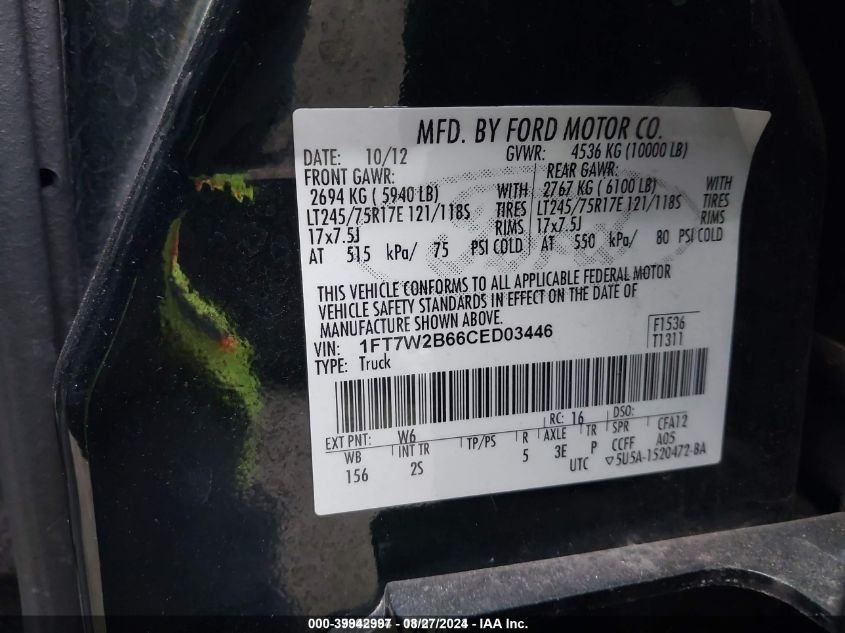 MFD. BY FORD MOTOR CO.
DATE: 10/12 GVWR: 4536 KG (10000 LB)
FRONT GAWR: REAR GAWR:
2694 KG ( 5940 LB) WITH 2767 KG ( 6100 LB) WITH
LT245/75R17E 121/118S TIRES LT245/75R17E 121/118S TIRES
17x7.5J RIMS 17x7.5J RIMS
AT 515 kPa/ 75 PSI COLD AT 550 kPa/ 80 PSI COLD
THIS VEHICLE CONFORMS TO ALL APPLICABLE FEDERAL MOTOR
VEHICLE SAFETY STANDARDS IN EFFECT ON THE DATE OF
MANUFACTURE SHOWN ABOVE.
VIN: 1FT7W2B66CED03446 F1536
TYPE: Truck T1311
EXT PNT: W6 RC: 16 DSO:
WB INT TR TP/PS R AXLE TR SPR CFA12
156 2S 5 3E P CCFF A05
UTC ▽5U5A-1520472-BA
000-39942997 - 08/27/2024 - IAA Inc.